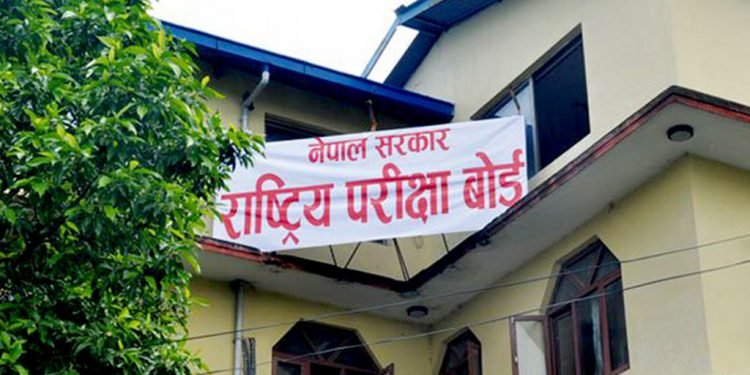 नेपाल सरकार
राष्ट्रिय परीक्षा बोर्ड